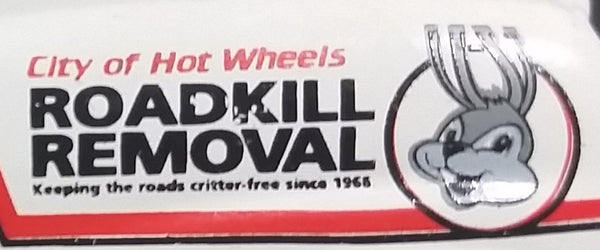 City of Hot Wheels
ROADKILL
REMOVAL
Keeping the roads critter-free since 1968